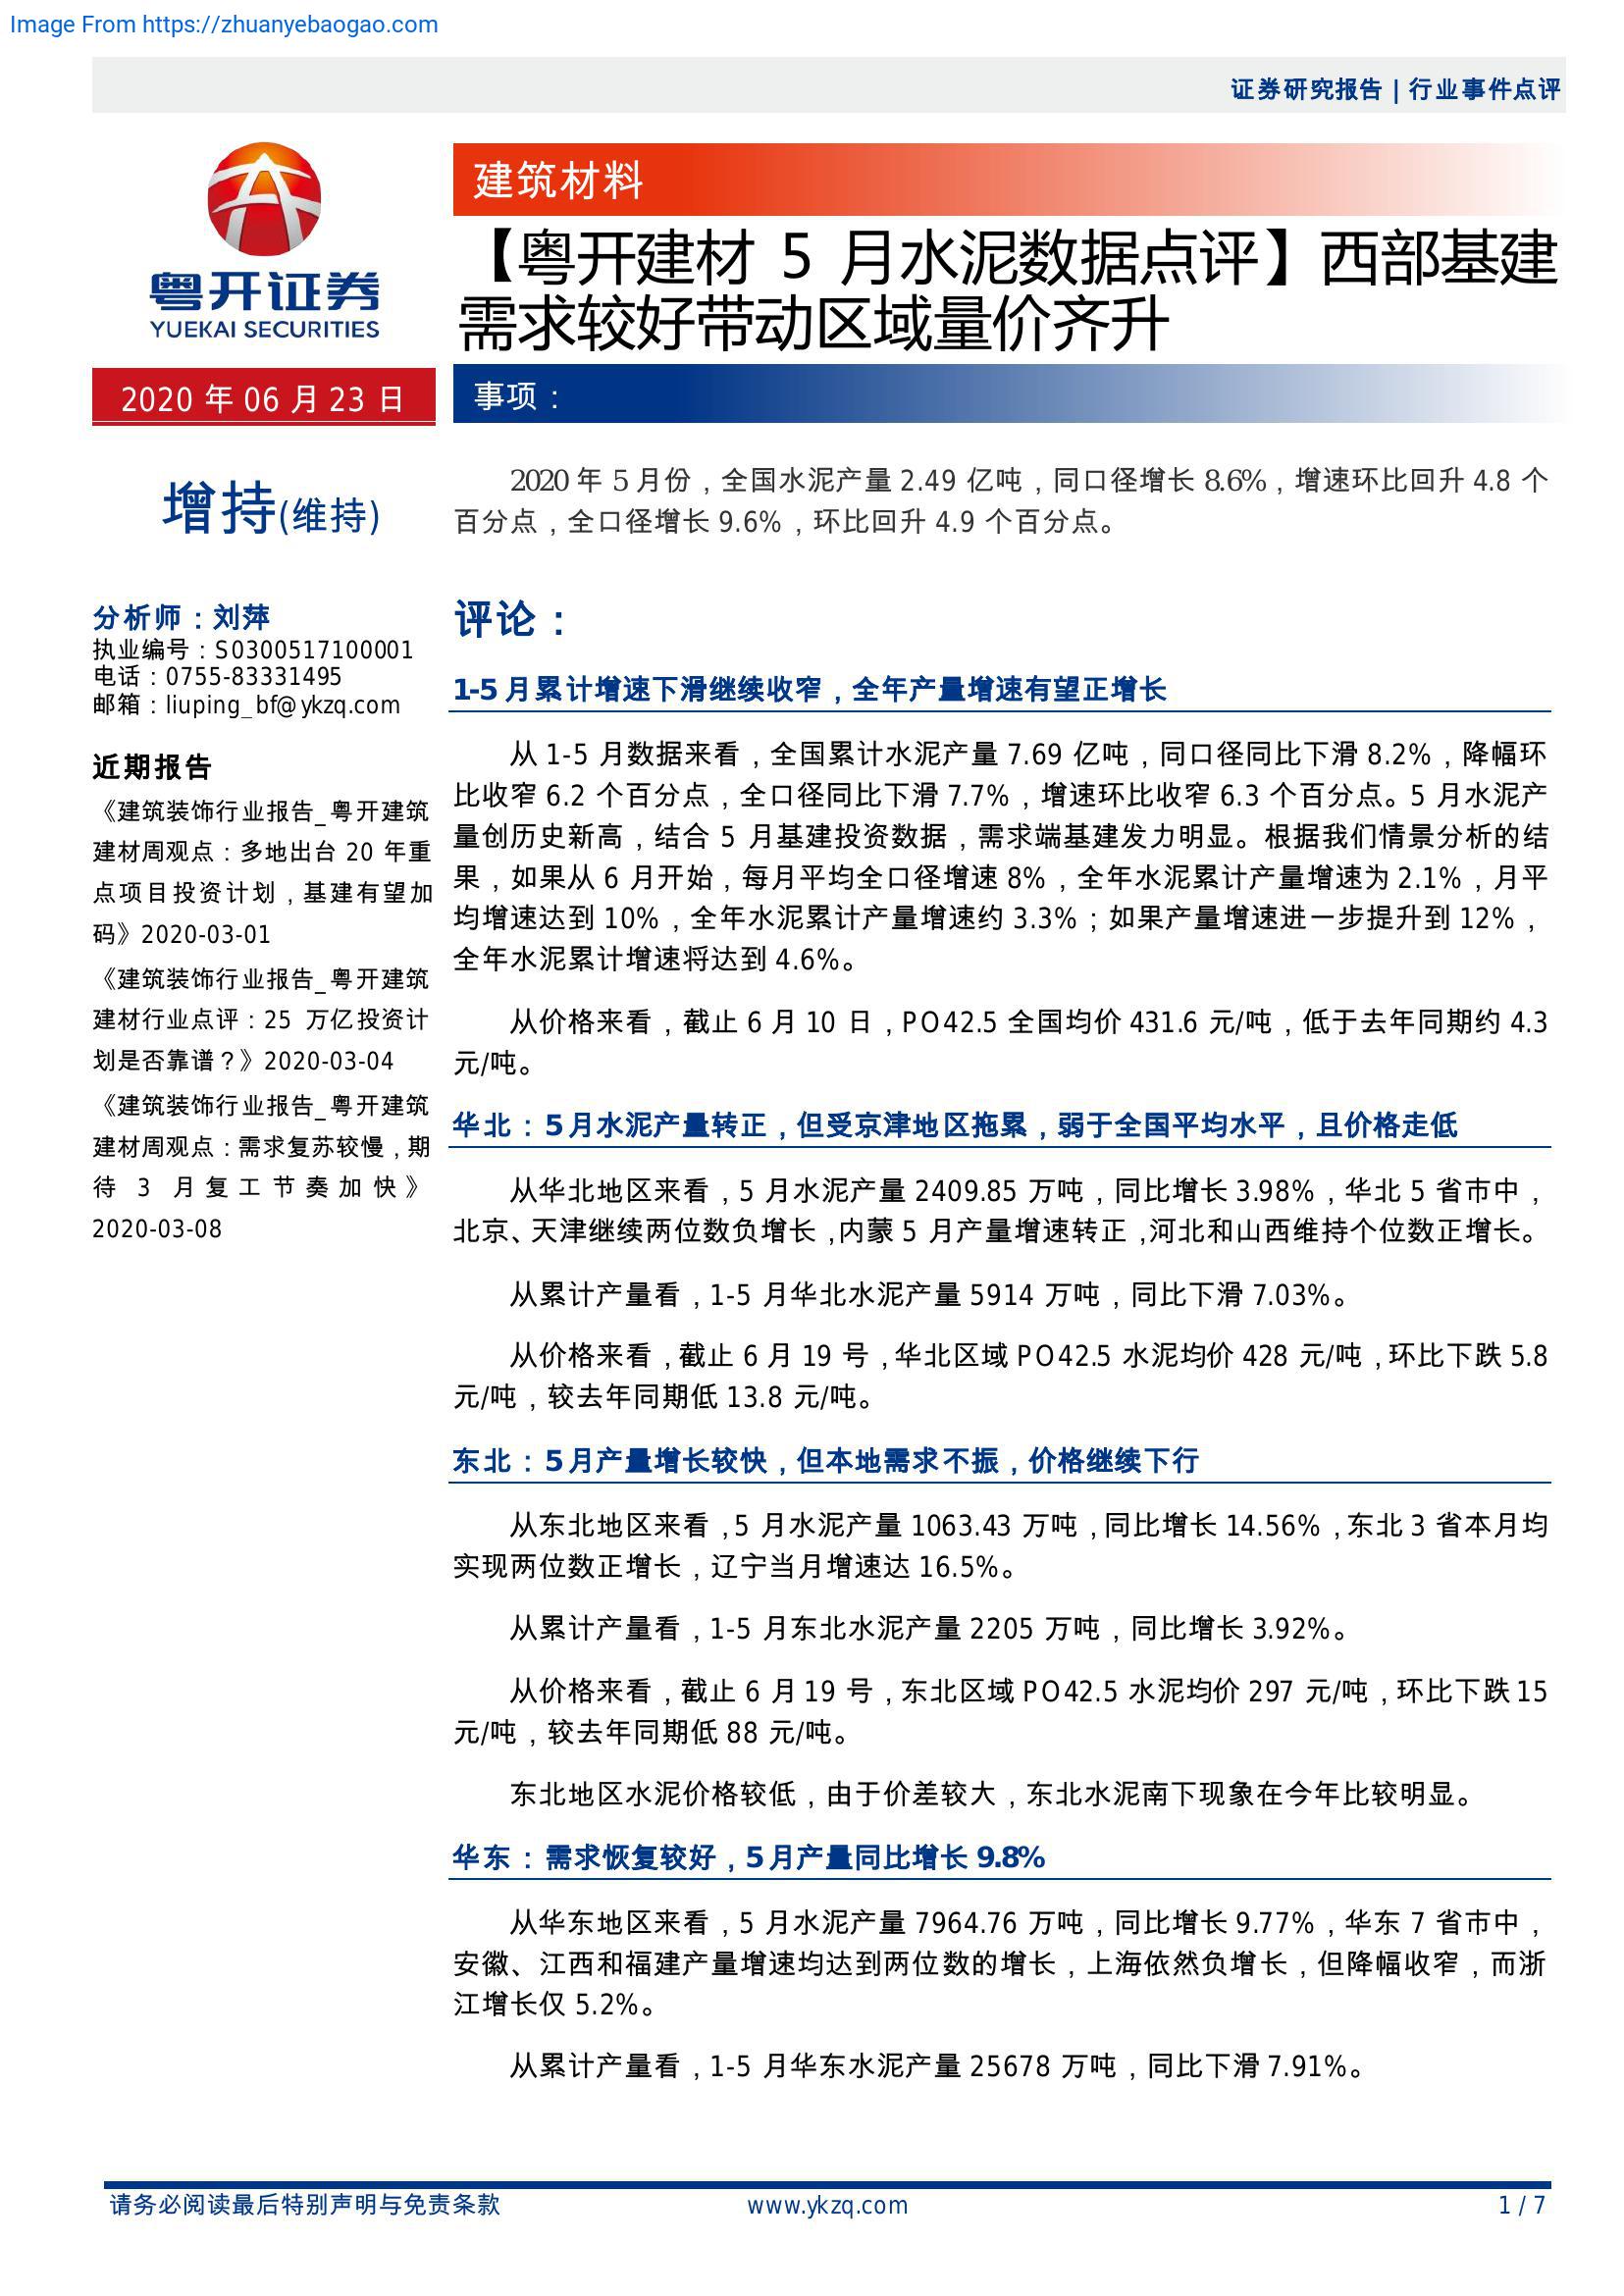 Image From https://zhuanyebaogao.com
证券研究报告 | 行业事件点评
粤开证券
YUEKAI SECURITIES
2020 年 06 月 23 日
增持(维持)
分析师：刘萍
执业编号：S0300517100001
电话：0755-83331495
邮箱：liuping_bf@ykzq.com
近期报告
《建筑装饰行业报告_粤开建筑
建材周观点：多地出台 20 年重
点项目投资计划，基建有望加
码》2020-03-01
《建筑装饰行业报告_粤开建筑
建材行业点评：25 万亿投资计
划是否靠谱？》2020-03-04
《建筑装饰行业报告_粤开建筑
建材周观点：需求复苏较慢，期
待 3 月复工节奏加快》
2020-03-08
建筑材料
【粤开建材 5 月水泥数据点评】西部基建
需求较好带动区域量价齐升
事项：
2020 年 5 月份，全国水泥产量 2.49 亿吨，同口径增长 8.6%，增速环比回升 4.8 个
百分点，全口径增长 9.6%，环比回升 4.9 个百分点。
评论：
1-5 月累计增速下滑继续收窄，全年产量增速有望正增长
从 1-5 月数据来看，全国累计水泥产量 7.69 亿吨，同口径同比下滑 8.2%，降幅环
比收窄 6.2 个百分点，全口径同比下滑 7.7%，增速环比收窄 6.3 个百分点。5 月水泥产
量创历史新高，结合 5 月基建投资数据，需求端基建发力明显。根据我们情景分析的结
果，如果从 6 月开始，每月平均全口径增速 8%，全年水泥累计产量增速为 2.1%，月平
均增速达到 10%，全年水泥累计产量增速约 3.3%；如果产量增速进一步提升到 12%，
全年水泥累计增速将达到 4.6%。
从价格来看，截止 6 月 10 日，PO42.5 全国均价 431.6 元/吨，低于去年同期约 4.3
元/吨。
华北：5 月水泥产量转正，但受京津地区拖累，弱于全国平均水平，且价格走低
从华北地区来看，5 月水泥产量 2409.85 万吨，同比增长 3.98%，华北 5 省市中，
北京、天津继续两位数负增长，内蒙 5 月产量增速转正，河北和山西维持个位数正增长。
从累计产量看，1-5 月华北水泥产量 5914 万吨，同比下滑 7.03%。
从价格来看，截止 6 月 19 号，华北区域 PO42.5 水泥均价 428 元/吨，环比下跌 5.8
元/吨，较去年同期低 13.8 元/吨。
东北：5 月产量增长较快，但本地需求不振，价格继续下行
从东北地区来看，5 月水泥产量 1063.43 万吨，同比增长 14.56%，东北 3 省本月均
实现两位数正增长，辽宁当月增速达 16.5%。
从累计产量看，1-5 月东北水泥产量 2205 万吨，同比增长 3.92%。
从价格来看，截止 6 月 19 号，东北区域 PO42.5 水泥均价 297 元/吨，环比下跌 15
元/吨，较去年同期低 88 元/吨。
东北地区水泥价格较低，由于价差较大，东北水泥南下现象在今年比较明显。
华东：需求恢复较好，5 月产量同比增长 9.8%
从华东地区来看，5 月水泥产量 7964.76 万吨，同比增长 9.77%，华东 7 省市中，
安徽、江西和福建产量增速均达到两位数的增长，上海依然负增长，但降幅收窄，而浙
江增长仅 5.2%。
从累计产量看，1-5 月华东水泥产量 25678 万吨，同比下滑 7.91%。
请务必阅读最后特别声明与免责条款
www.ykzq.com
1 / 7